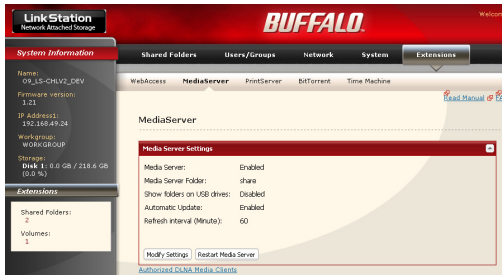 LinkStation
Network Attached Storage
BUFFALO
Welcom
System Information
Shared Folders Users/Groups Network System Extensions
WebAccess MediaServer PrintServer BitTorrent Time Machine
Name:
09_LS-CHLV2_DEV
Firmware version:
1.21
IP Address1:
192.168.49.24
Workgroup:
WORKGROUP
Storage:
Disk 1: 0.0 GB / 218.6 GB
(0.0 %)
Extensions
Shared Folders:
2
Volumes:
1
Read Manual
MediaServer
Media Server Settings
Media Server: Enabled
Media Server Folder: share
Show folders on USB drives: Disabled
Automatic Update: Enabled
Refresh interval (Minute): 60
Modify Settings Restart Media Server
Authorized DLNA Media Clients